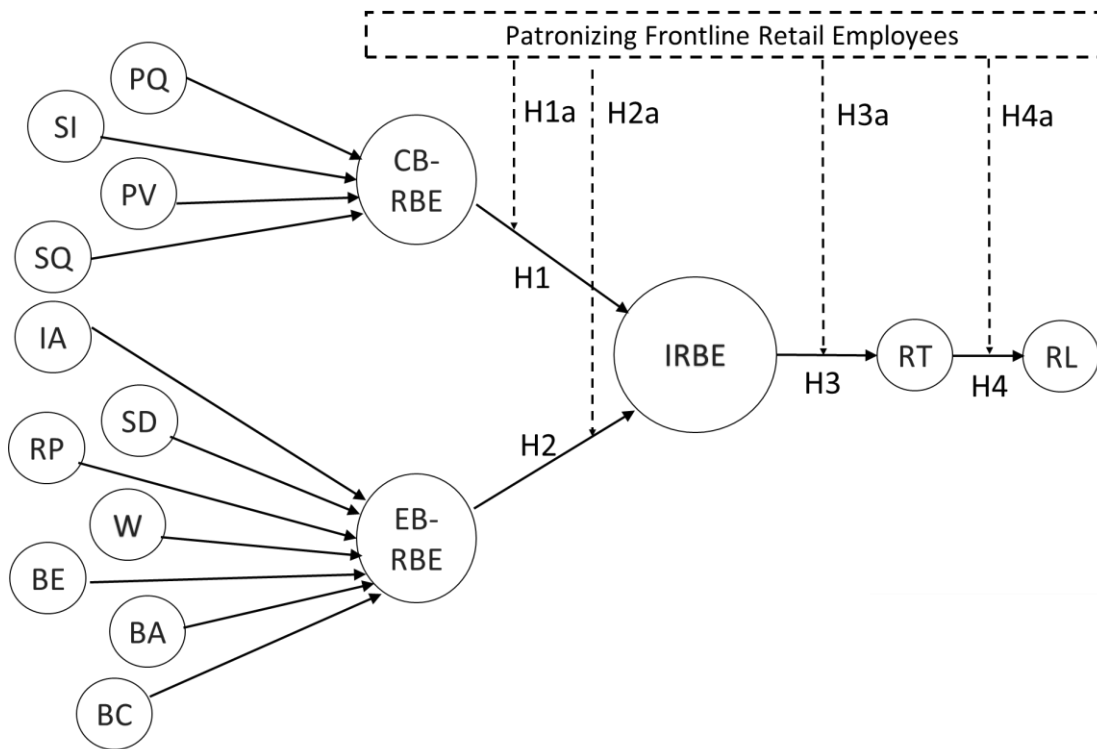 Patronizing Frontline Retail Employees
PQ
SI
PV
SQ
IA
SD
RP
W
BE
BA
BC
CB-
RBE
EB-
RBE
H1a
H2a
H3a
H4a
H1
H2
IRBE
H3
RT
H4
RL